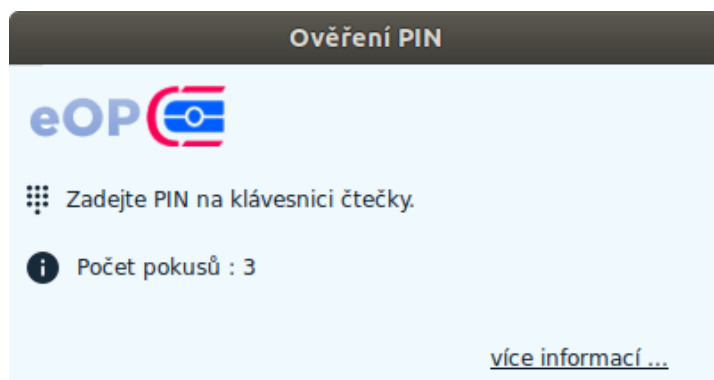 Ověření PIN
eOP
Zadejte PIN na klávesnici čtečky.
Počet pokusů : 3
více informací ...